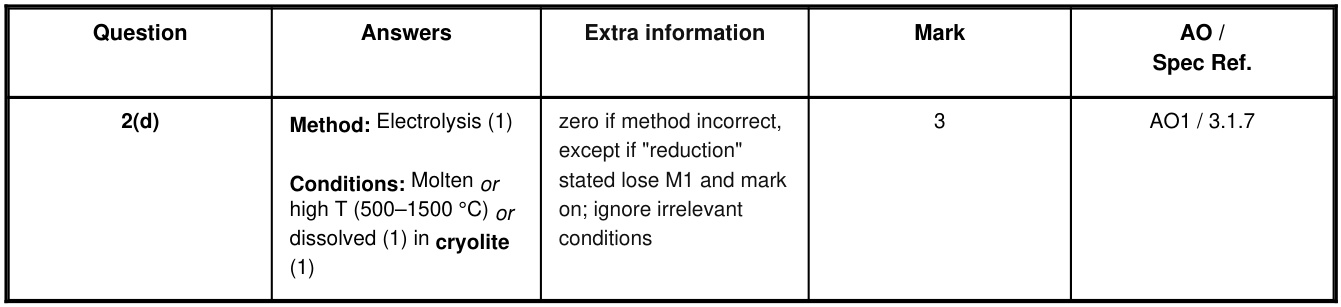 Question Answers Extra information Mark AO /
Spec Ref.
2(d) Method: Electrolysis (1) zero if method incorrect, 3 AO1 / 3.1.7
except if "reduction"
Conditions: Molten or stated lose M1 and mark
high T (500–1500 °C) or on; ignore irrelevant
dissolved (1) in cryolite conditions
(1)